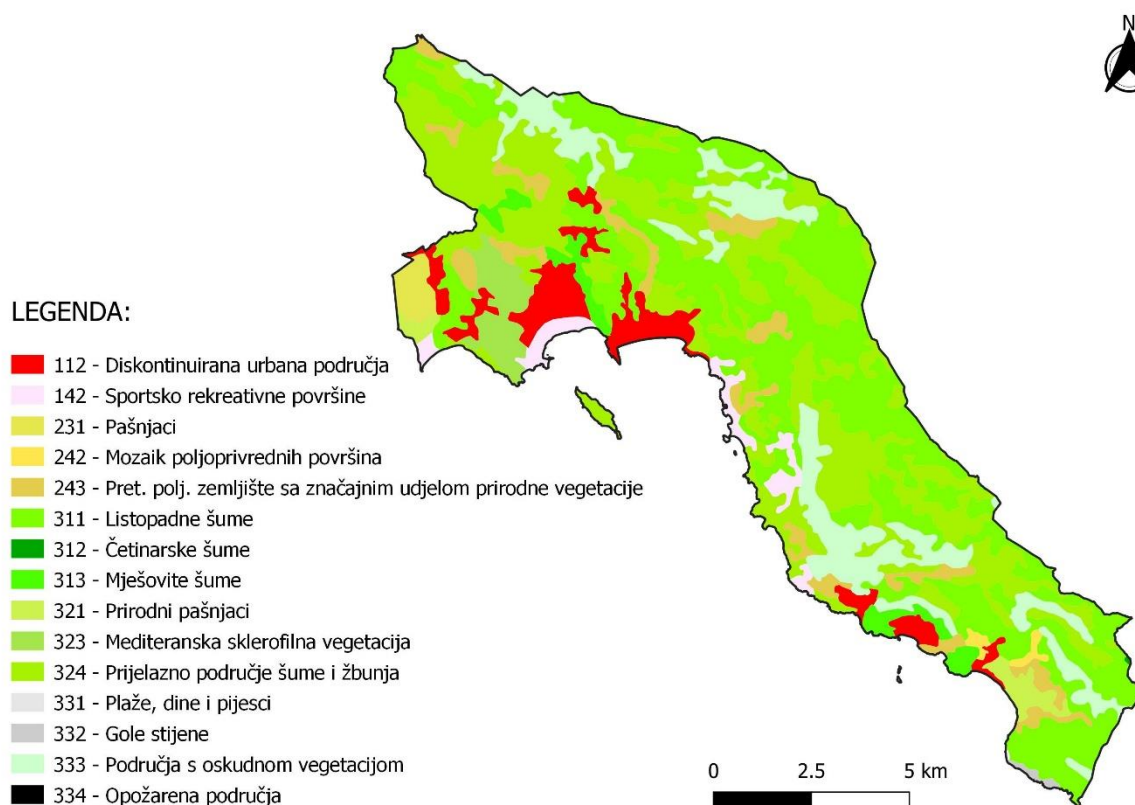 N
LEGENDA:
112 - Diskontinuirana urbana područja
142 - Sportsko rekreativne površine
231 - Pašnjaci
242 - Mozaik poljoprivrednih površina
243 - Pret. polj. zemljište sa značajnim udjelom prirodne vegetacije
311 - Listopadne šume
312 - Četinarske šume
313 - Mješovite šume
321 - Prirodni pašnjaci
323 - Mediteranska sklerofilna vegetacija
324 - Prijelazno područje šume i žbunja
331 - Plaže, dine i pijesci
332 - Gole stijene
333 - Područja s oskudnom vegetacijom
334 - Opožarena područja
0 2.5 5 km